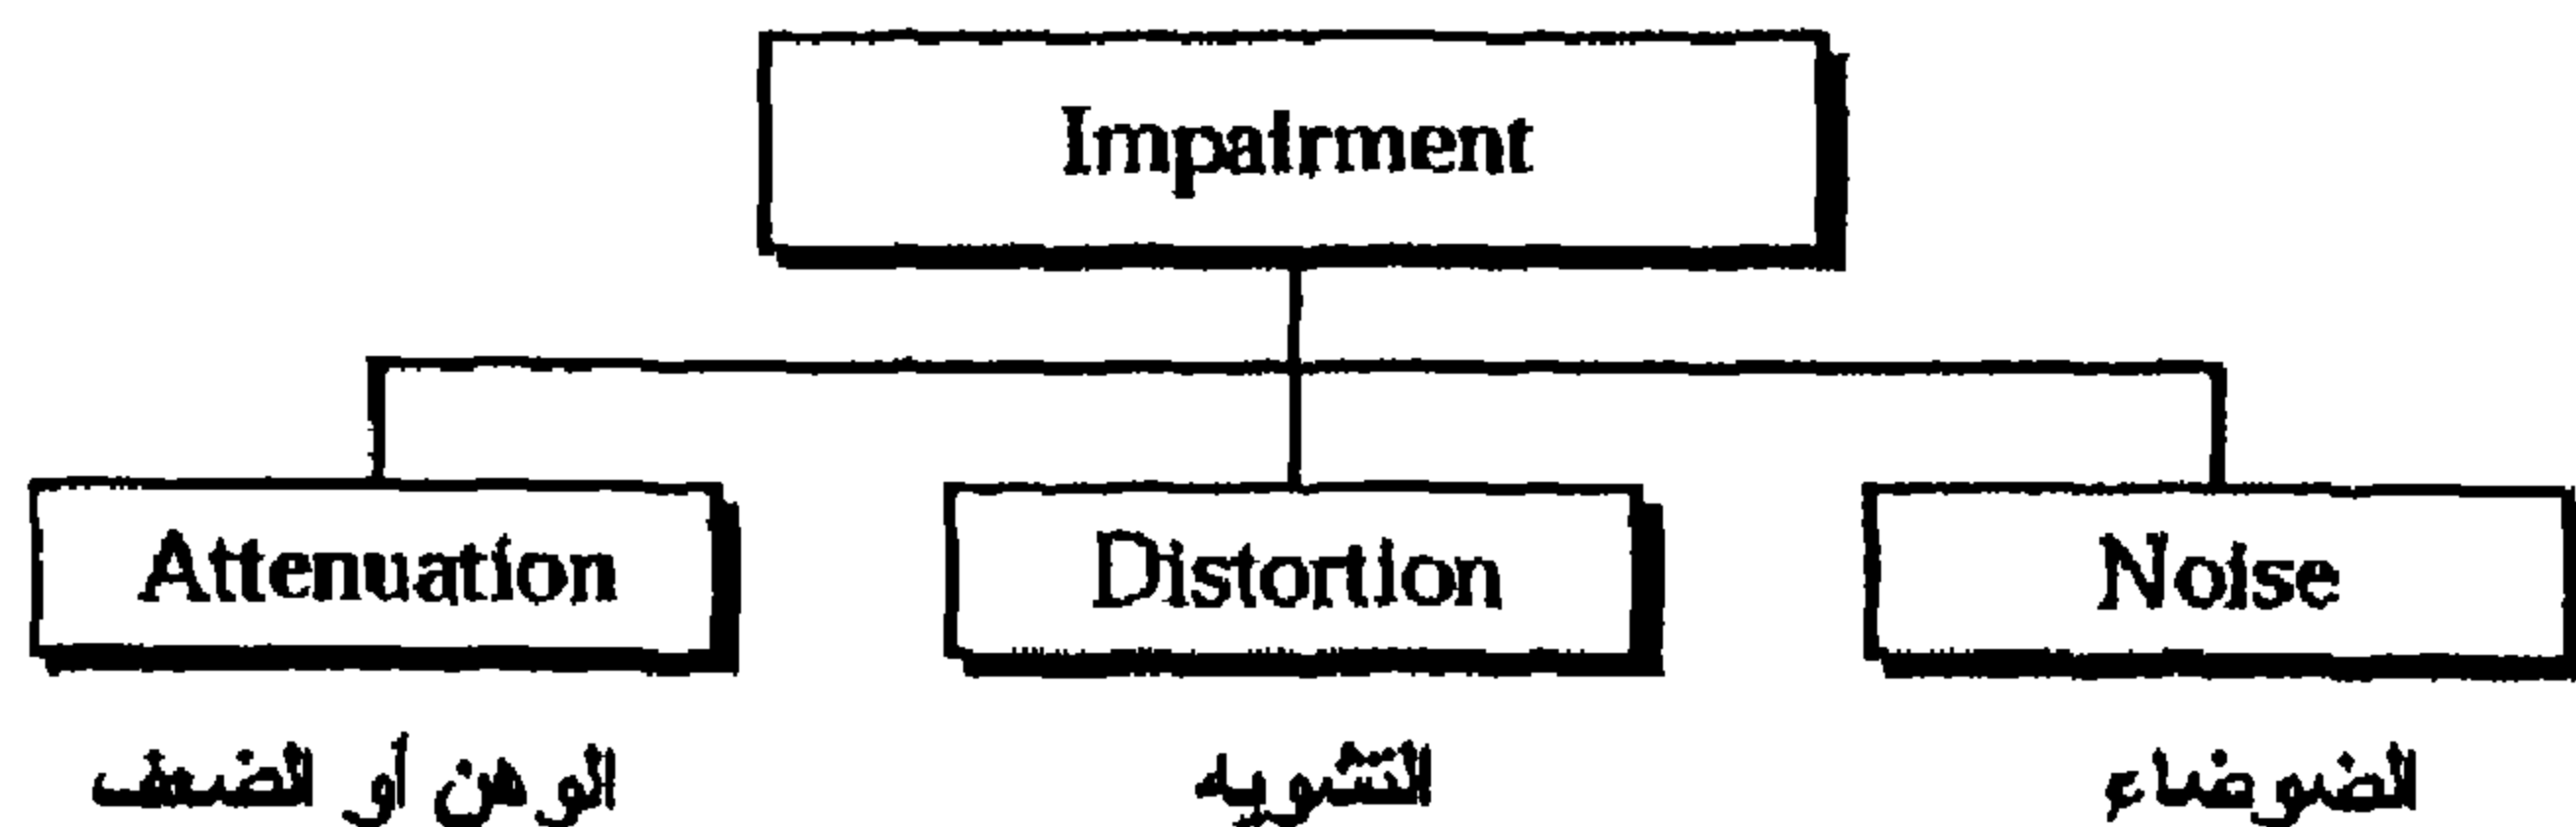 Impairment
Attenuation
Distortion
Noise
الوهن أو الضعف
التشويه
الضوضاء